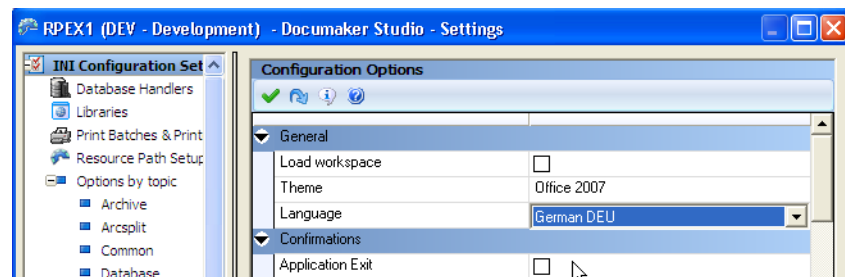 RPEX1 (DEV - Development) - Documaker Studio - Settings
INI Configuration Set
Database Handlers
Libraries
Print Batches & Print
Resource Path Setup
Options by topic
Archive
Arcsplit
Common
Database
Configuration Options
General
Load workspace
Theme Office 2007
Language German DEU
Confirmations
Application Exit